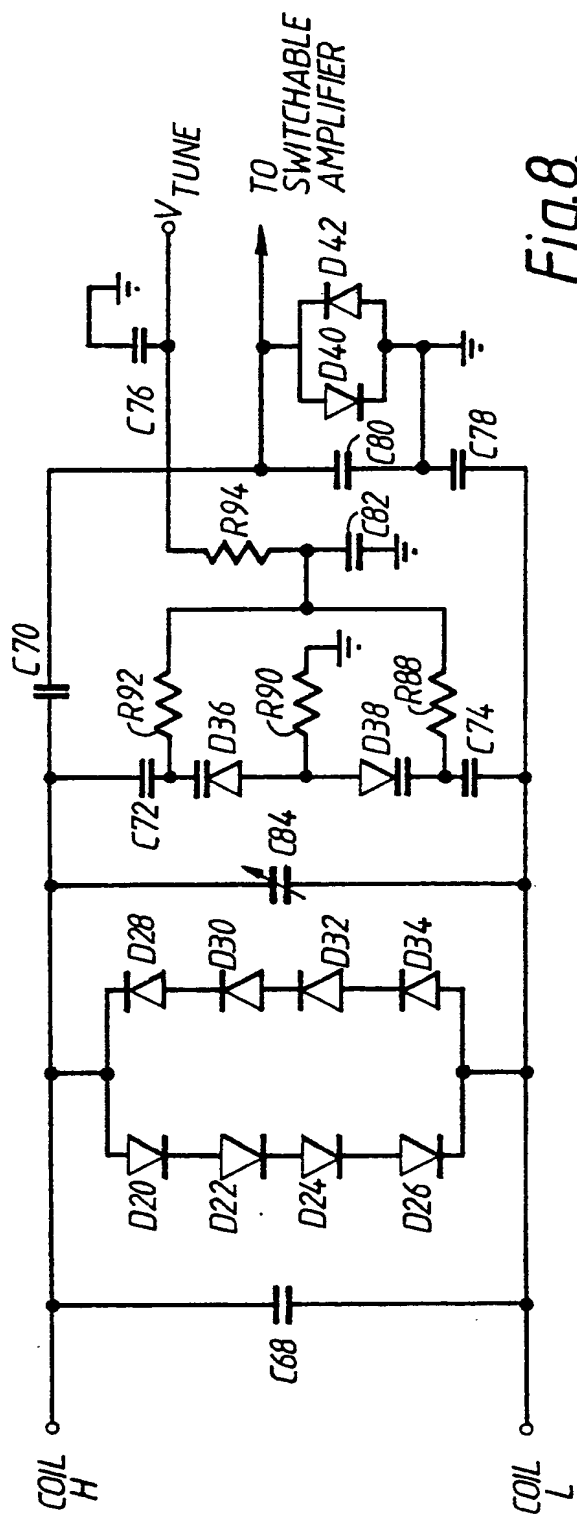 COIL
H
COIL
L
C68
D20
D22
D24
D26
D28
D30
D32
D34
C84
C72
R92
D36
R90
D38
R88
C74
C70
R94
C82
C76
V TUNE
TO
SWITCHABLE
AMPLIFIER
D40
D42
C80
C78
Fig.8.